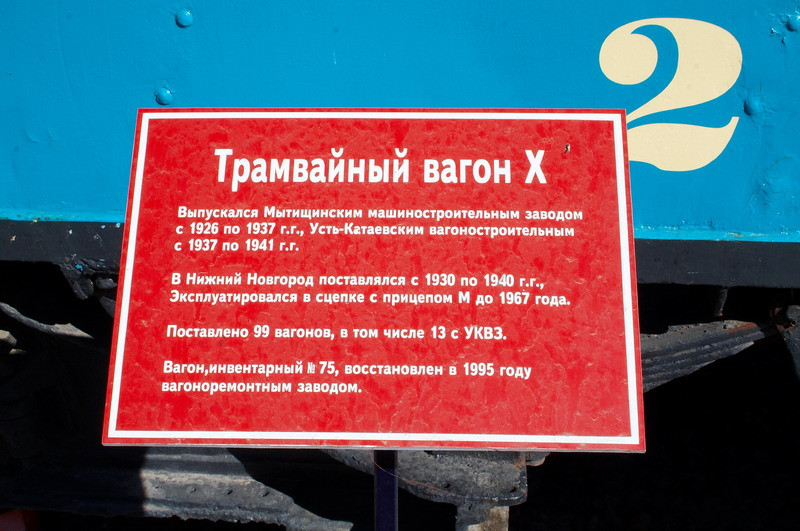 2
Трамвайный вагон Х
Выпускался Мытищинским машиностроительным заводом
с 1926 по 1937 г.г., Усть-Катаевским вагоностроительным
с 1937 по 1941 г.г.
В Нижний Новгород поставлялся с 1930 по 1940 г.г.,
Эксплуатировался в сцепке с прицепом М до 1967 года.
Поставлено 99 вагонов, в том числе 13 с УКВЗ.
Вагон,инвентарный № 75, восстановлен в 1995 году
вагоноремонтным заводом.